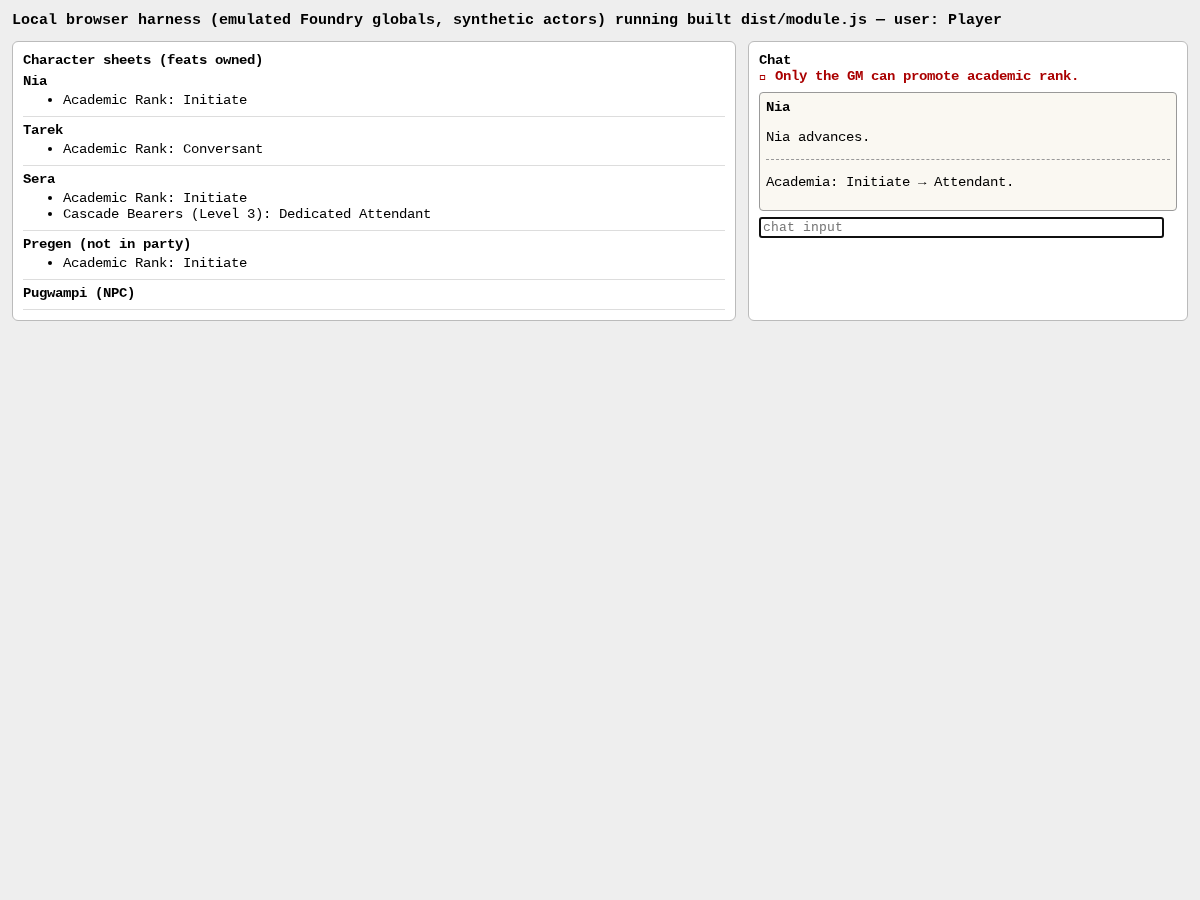 Local browser harness (emulated Foundry globals, synthetic actors) running built dist/module.js — user: Player
Character sheets (feats owned)
Nia
• Academic Rank: Initiate
Tarek
• Academic Rank: Conversant
Sera
• Academic Rank: Initiate
• Cascade Bearers (Level 3): Dedicated Attendant
Pregen (not in party)
• Academic Rank: Initiate
Pugwampi (NPC)
Chat
▯ Only the GM can promote academic rank.
Nia
Nia advances.
Academia: Initiate → Attendant.
chat input